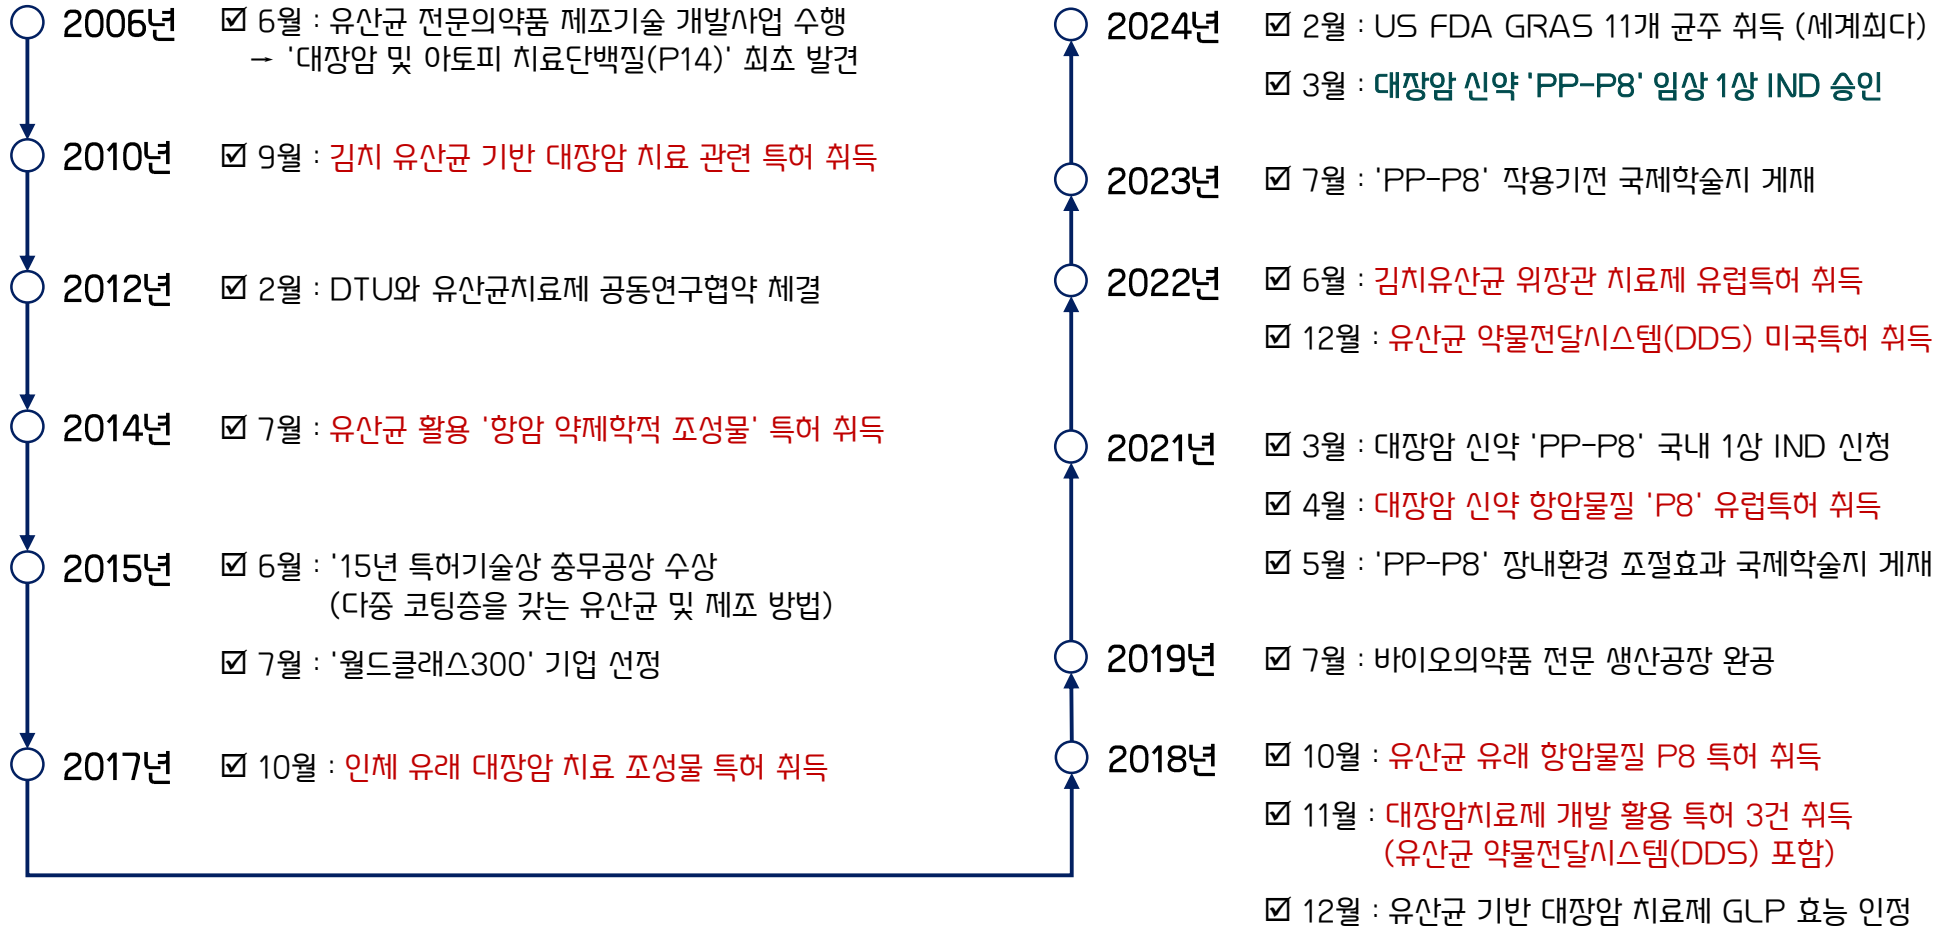 2006년
☑ 6월 : 유산균 전문의약품 제조기술 개발사업 수행
→ '대장암 및 아토피 치료단백질(P14)' 최초 발견
2010년
☑ 9월 : 김치 유산균 기반 대장암 치료 관련 특허 취득
2012년
☑ 2월 : DTU와 유산균치료제 공동연구협약 체결
2014년
☑ 7월 : 유산균 활용 '항암 약제학적 조성물' 특허 취득
2015년
☑ 6월 : '15년 특허기술상 충무공상 수상
(다중 코팅층을 갖는 유산균 및 제조 방법)
☑ 7월 : '월드클래스300' 기업 선정
2017년
☑ 10월 : 인체 유래 대장암 치료 조성물 특허 취득
2024년
☑ 2월 : US FDA GRAS 11개 균주 취득 (세계최다)
☑ 3월 : 대장암 신약 'PP-P8' 임상 1상 IND 승인
2023년
☑ 7월 : 'PP-P8' 작용기전 국제학술지 게재
2022년
☑ 6월 : 김치유산균 위장관 치료제 유럽특허 취득
☑ 12월 : 유산균 약물전달시스템(DDS) 미국특허 취득
2021년
☑ 3월 : 대장암 신약 'PP-P8' 국내 1상 IND 신청
☑ 4월 : 대장암 신약 항암물질 'P8' 유럽특허 취득
☑ 5월 : 'PP-P8' 장내환경 조절효과 국제학술지 게재
2019년
☑ 7월 : 바이오의약품 전문 생산공장 완공
2018년
☑ 10월 : 유산균 유래 항암물질 P8 특허 취득
☑ 11월 : 대장암치료제 개발 활용 특허 3건 취득
(유산균 약물전달시스템(DDS) 포함)
☑ 12월 : 유산균 기반 대장암 치료제 GLP 효능 인정